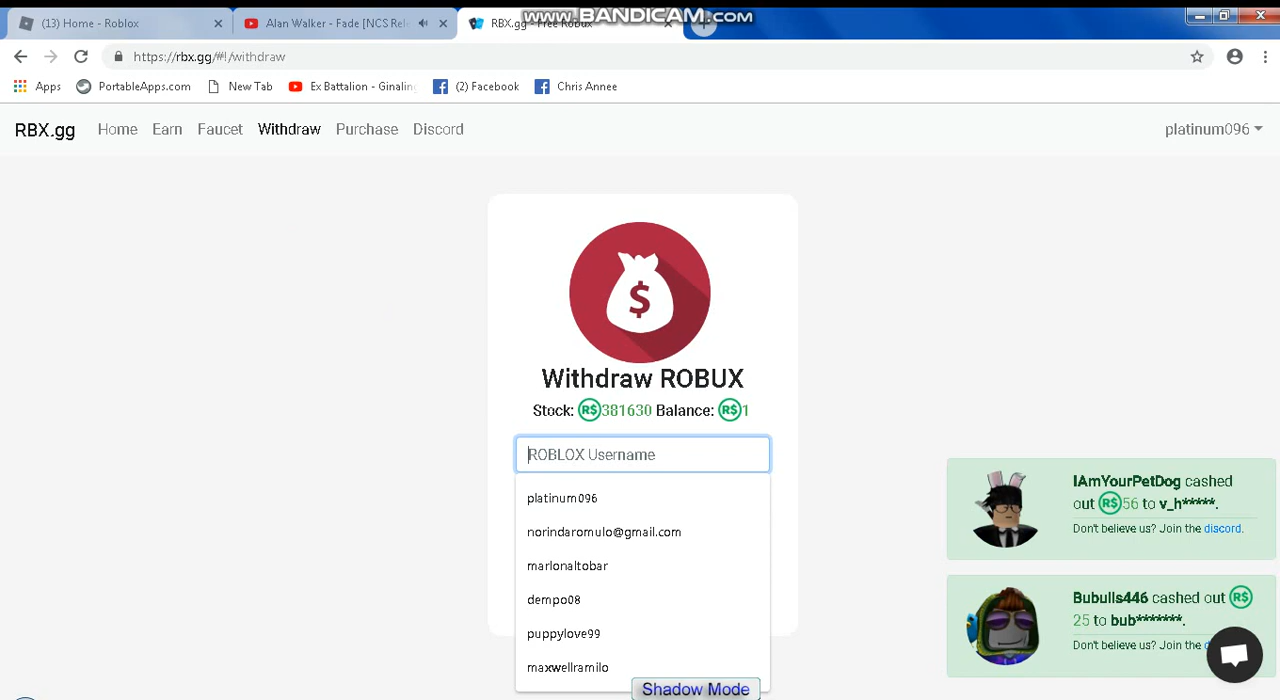 (13) Home - Roblox
Alan Walker - Fade [NCS Rel
RBX.gg - Free Robux
www.BANDICAM.com
https://rbx.gg/#!/withdraw
Apps
PortableApps.com
New Tab
Ex Battalion - Ginaling
(2) Facebook
Chris Annee
RBX.gg
Home
Earn
Faucet
Withdraw
Purchase
Discord
platinum096
$
Withdraw ROBUX
Stock: R$381630 Balance: R$1
ROBLOX Username
platinum096
norindaromulo@gmail.com
marlonaltobar
dempo08
puppylove99
maxwellramilo
Shadow Mode
IAmYourPetDog cashed
out R$56 to v_h*****.
Don't believe us? Join the discord.
Bubulls446 cashed out R$
25 to bub*******.
Don't believe us? Join the